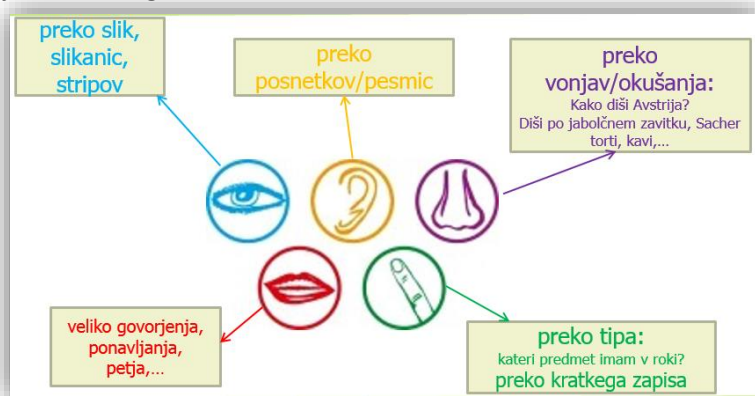 preko slik,
slikanic,
stripov
preko
posnetkov/pesmic
preko
vonjav/okušanja:
Kako diši Avstrija?
Diši po jabolčnem zavitku, Sacher
torti, kavi,...
veliko govorjenja,
ponavljanja,
petja,...
preko tipa:
kateri predmet imam v roki?
preko kratkega zapisa